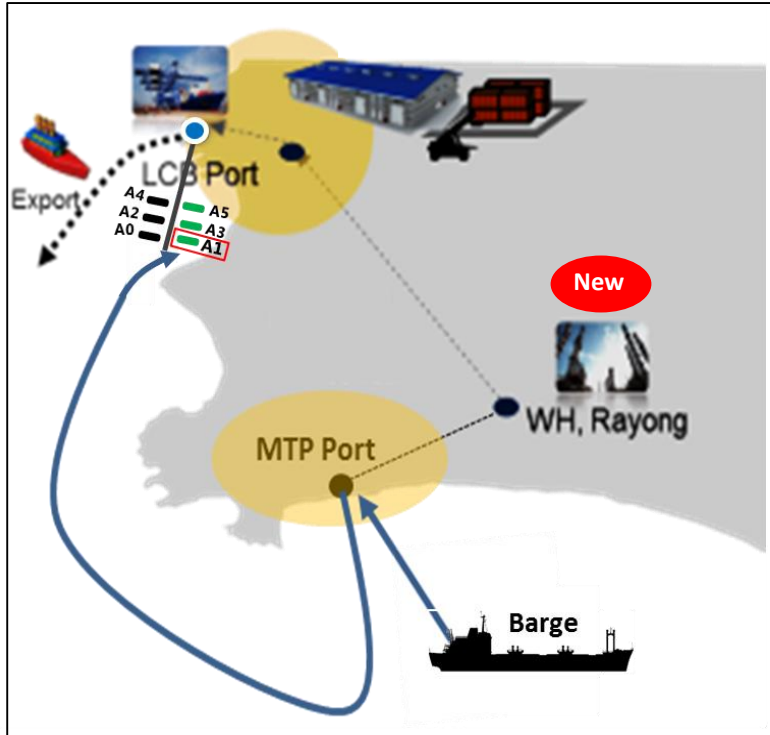 LCB Port
Export
A4
A2
A0
A5
A3
A1
New
WH, Rayong
MTP Port
Barge